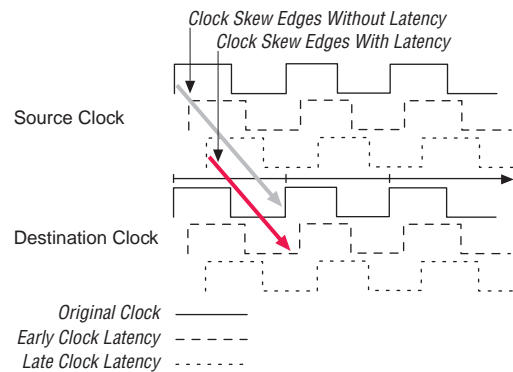 Clock Skew Edges Without Latency
Clock Skew Edges With Latency
Source Clock
Destination Clock
Original Clock
Early Clock Latency
Late Clock Latency